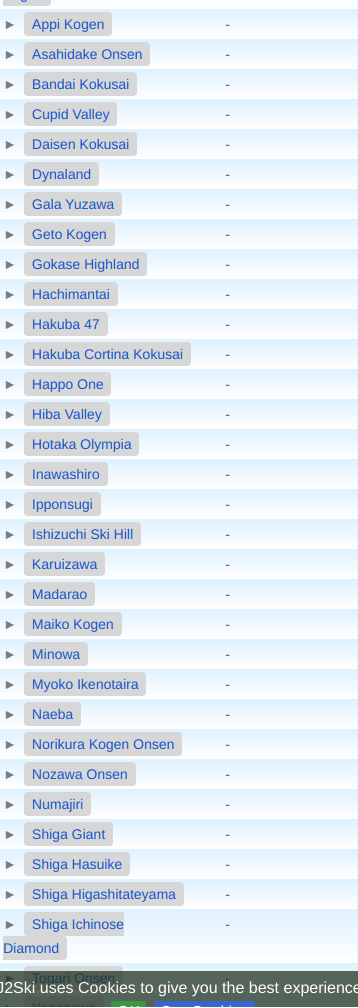 ▶ Appi Kogen -
▶ Asahidake Onsen -
▶ Bandai Kokusai -
▶ Cupid Valley -
▶ Daisen Kokusai -
▶ Dynaland -
▶ Gala Yuzawa -
▶ Geto Kogen -
▶ Gokase Highland -
▶ Hachimantai -
▶ Hakuba 47 -
▶ Hakuba Cortina Kokusai -
▶ Happo One -
▶ Hiba Valley -
▶ Hotaka Olympia -
▶ Inawashiro -
▶ Ipponsugi -
▶ Ishizuchi Ski Hill -
▶ Karuizawa -
▶ Madarao -
▶ Maiko Kogen -
▶ Minowa -
▶ Myoko Ikenotaira -
▶ Naeba -
▶ Norikura Kogen Onsen -
▶ Nozawa Onsen -
▶ Numajiri -
▶ Shiga Giant -
▶ Shiga Hasuike -
▶ Shiga Higashitateyama -
▶ Shiga Ichinose -
Diamond
▶ Togari Onsen -
J2Ski uses Cookies to give you the best experience